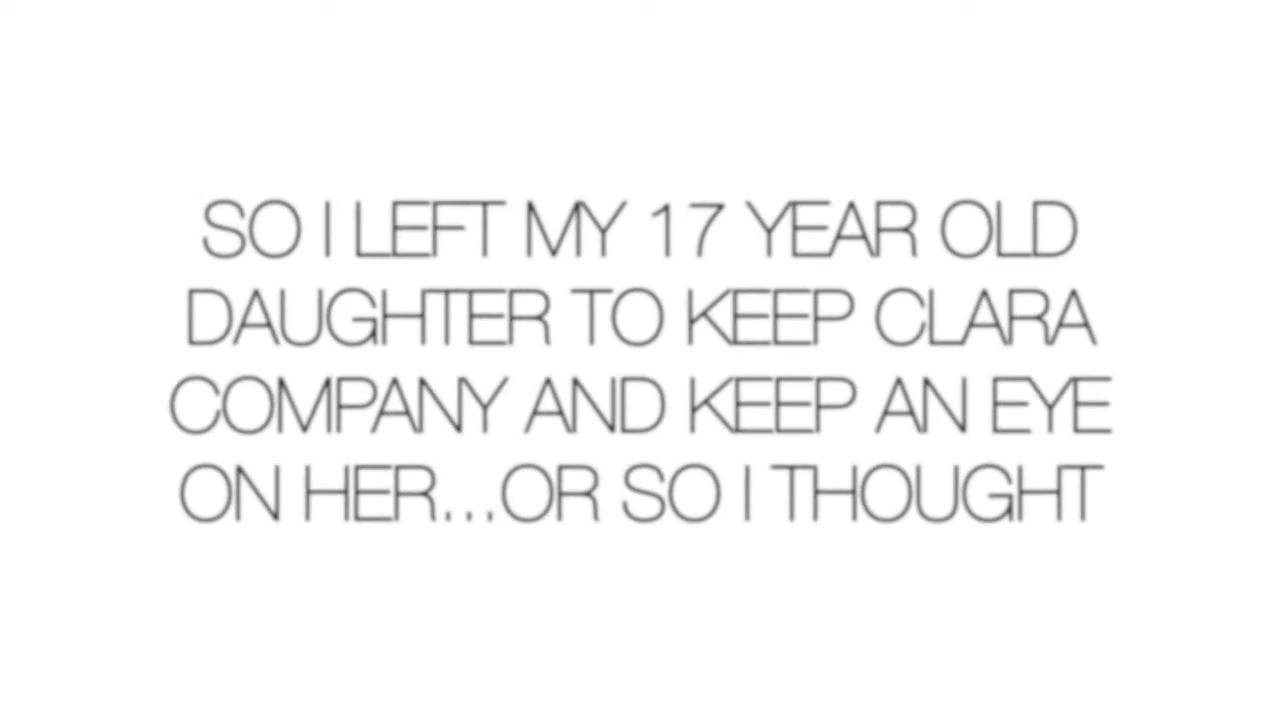 SO I LEFT MY 17 YEAR OLD
DAUGHTER TO KEEP CLARA
COMPANY AND KEEP AN EYE
ON HER...OR SO I THOUGHT